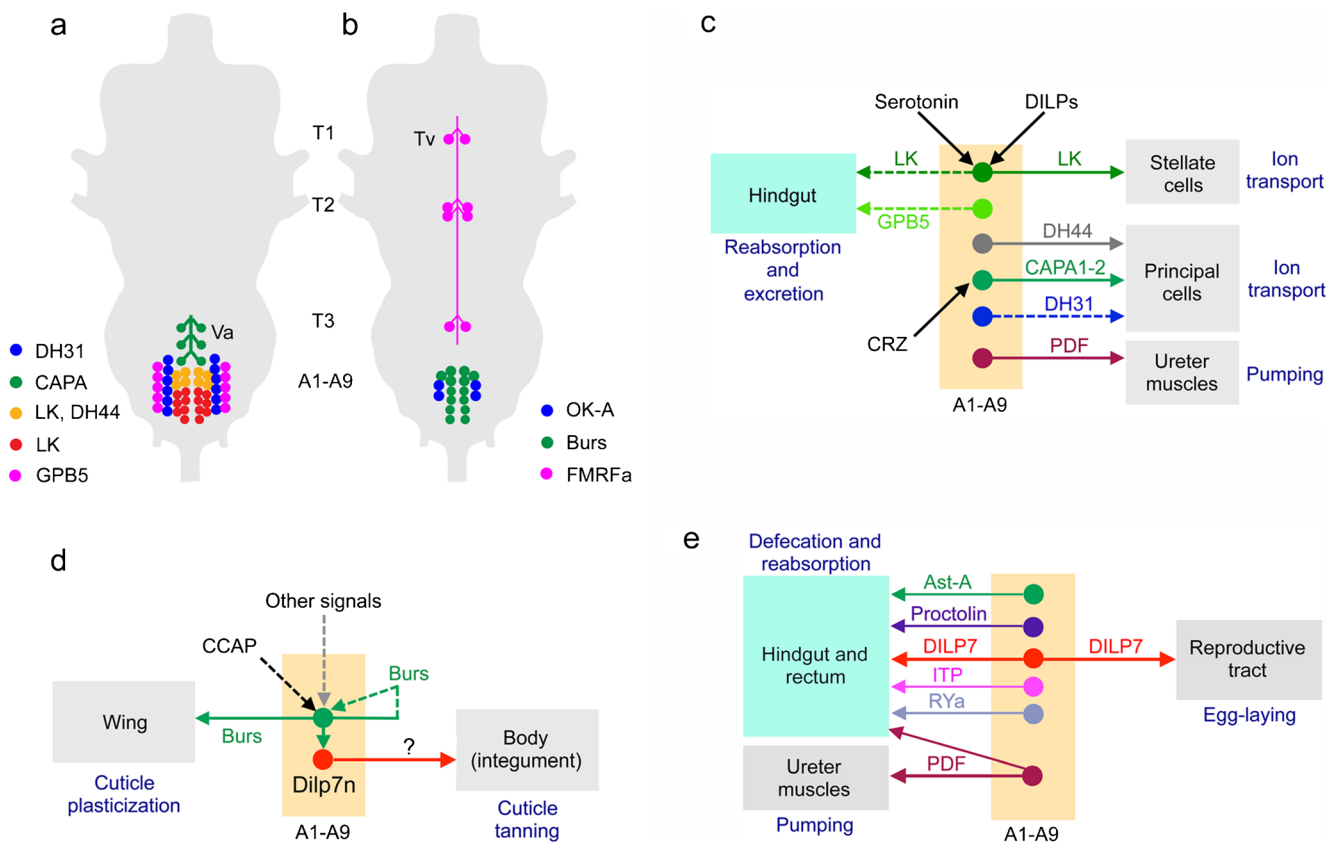 a
b
T1
Tv
T2
T3
Va
A1-A9
DH31
CAPA
LK, DH44
LK
GPB5
OK-A
Burs
FMRFa
c
Serotonin
DILPs
LK
LK
Hindgut
GPB5
Stellate
cells
Ion
transport
Reabsorption
and
excretion
DH44
CAPA1-2
DH31
Principal
cells
Ion
transport
CRZ
PDF
Ureter
muscles
Pumping
A1-A9
d
Other signals
CCAP
Burs
Wing
Burs
?
Body
(integument)
Dilp7n
Cuticle
plasticization
Cuticle
tanning
A1-A9
e
Defecation and
reabsorption
Ast-A
Proctolin
DILP7
DILP7
Hindgut and
rectum
ITP
RYa
Reproductive
tract
Egg-laying
PDF
Ureter
muscles
Pumping
A1-A9